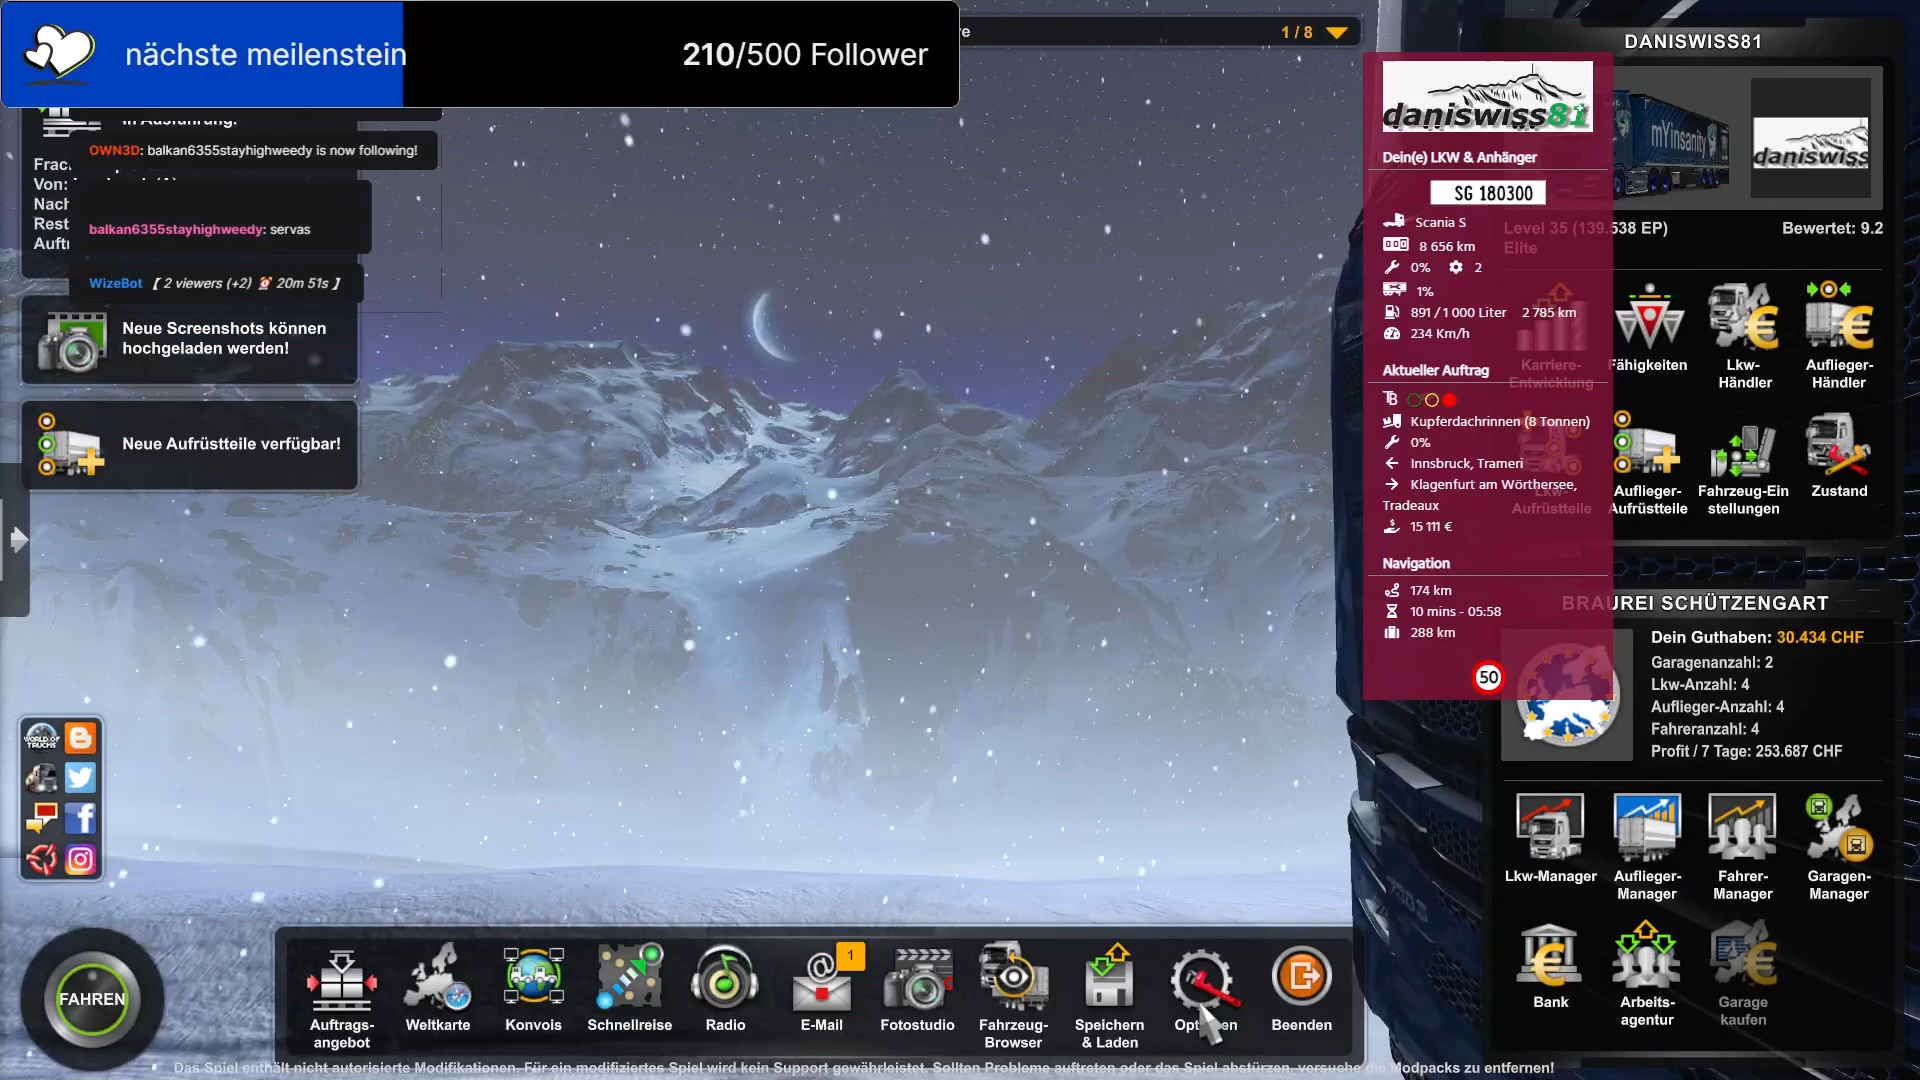 nächste meilenstein
210/500 Follower
1 / 8
in Ausführung!
OWN3D: balkan6355stayhighweedy is now following!
Von:
Nach
Rest
balkan6355stayhighweedy: servas
WizeBot 【 2 viewers (+2) ⏰ 20m 51s 】
Neue Screenshots können
hochgeladen werden!
Neue Aufrüstteile verfügbar!
WORLD OF
TRUCKS
FAHREN
Auftrags-
angebot
Weltkarte
Konvois
Schnellreise
Radio
1
E-Mail
Fotostudio
Fahrzeug-
Browser
Speichern
& Laden
Beenden
Das Spiel enthält nicht autorisierte Modifikationen. Für ein modifiziertes Spiel wird kein Support gewährleistet. Sollten Probleme auftreten oder das Spiel abstürzen, versuche die Modpacks zu entfernen!
daniswiss81
Dein(e) LKW & Anhänger
SG 180300
Scania S
8 656 km
0% 2
1%
891 / 1 000 Liter 2 785 km
234 Km/h
Aktueller Auftrag
TB
Kupferdachrinnen (8 Tonnen)
0%
Innsbruck, Trameri
Klagenfurt am Wörthersee,
Tradeaux
15 111 €
Navigation
174 km
10 mins - 05:58
288 km
50
DANISWISS81
mYinsanity
daniswiss
Level 35 (139.538 EP)
Elite
Bewertet: 9.2
Karriere-
Entwicklung
Fähigkeiten
Lkw-
Händler
Auflieger-
Händler
Lkw-
Aufrüstteile
Auflieger-
Aufrüstteile
Fahrzeug-Ein
stellungen
Zustand
BRAUREI SCHÜTZENGART
Dein Guthaben: 30.434 CHF
Garagenanzahl: 2
Lkw-Anzahl: 4
Auflieger-Anzahl: 4
Fahreranzahl: 4
Profit / 7 Tage: 253.687 CHF
Lkw-Manager
Auflieger-
Manager
Fahrer-
Manager
Garagen-
Manager
Bank
Arbeits-
agentur
Garage
kaufen